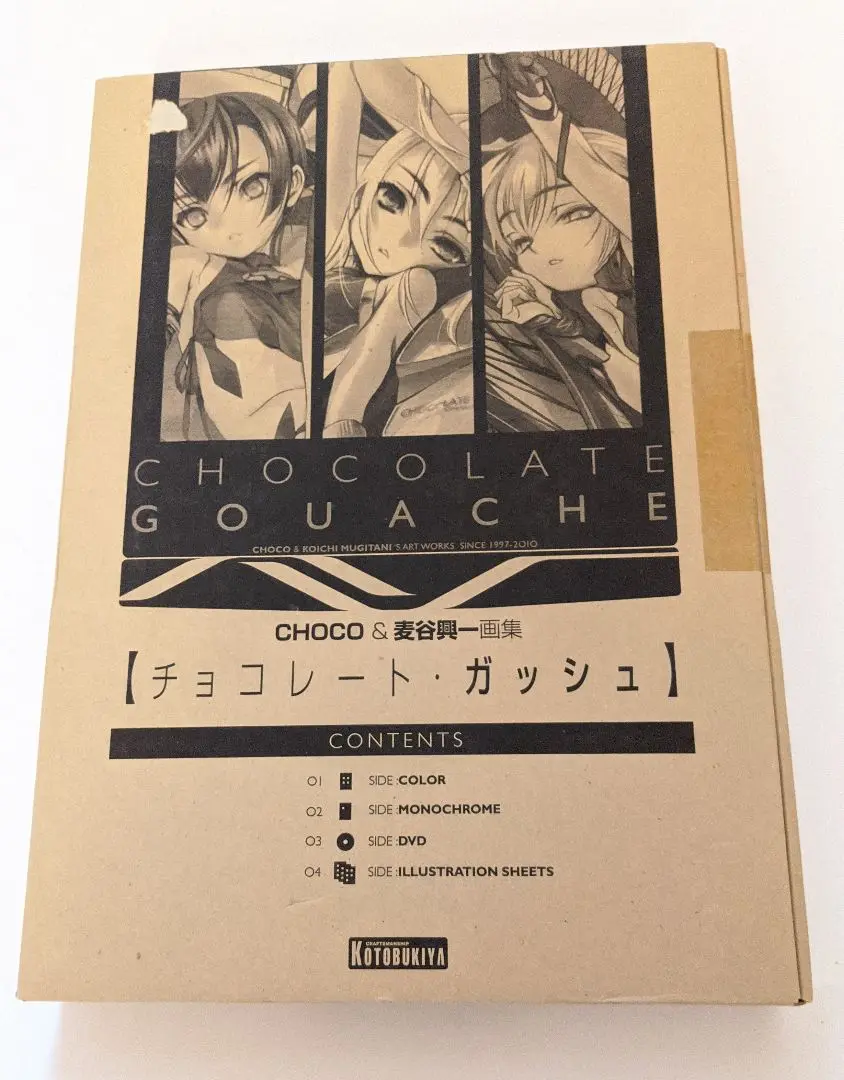 CHOCOLATE
CHOCOLATE
GOUACHE
CHOCO & KOICHI MUGITANI 'S ART WORKS SINCE 1997-2010
CHOCO & 麦谷興一画集
【チョコレート・ガッシュ】
CONTENTS
01 SIDE:COLOR
02 SIDE:MONOCHROME
03 SIDE:DVD
04 SIDE:ILLUSTRATION SHEETS
CRAFTSMANSHIP
KOTOBUKIYA